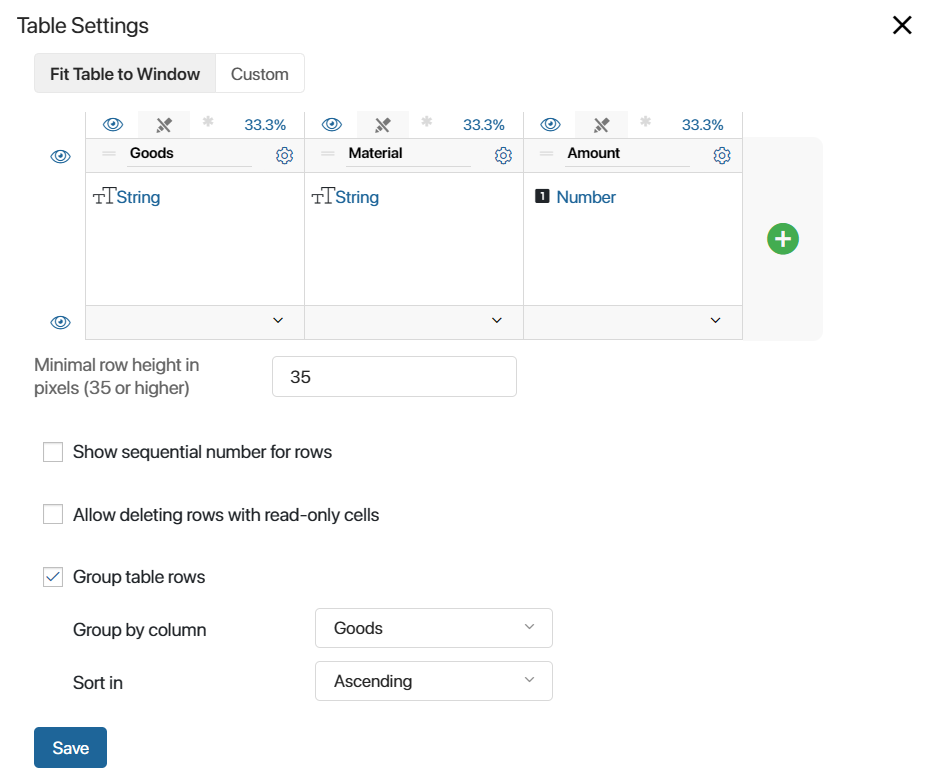 Table Settings
Fit Table to Window Custom
* 33.3% * 33.3% * 33.3%
Goods Material Amount
TT String TT String 1 Number
Minimal row height in
pixels (35 or higher)
35
Show sequential number for rows
Allow deleting rows with read-only cells
Group table rows
Group by column Goods
Sort in Ascending
Save